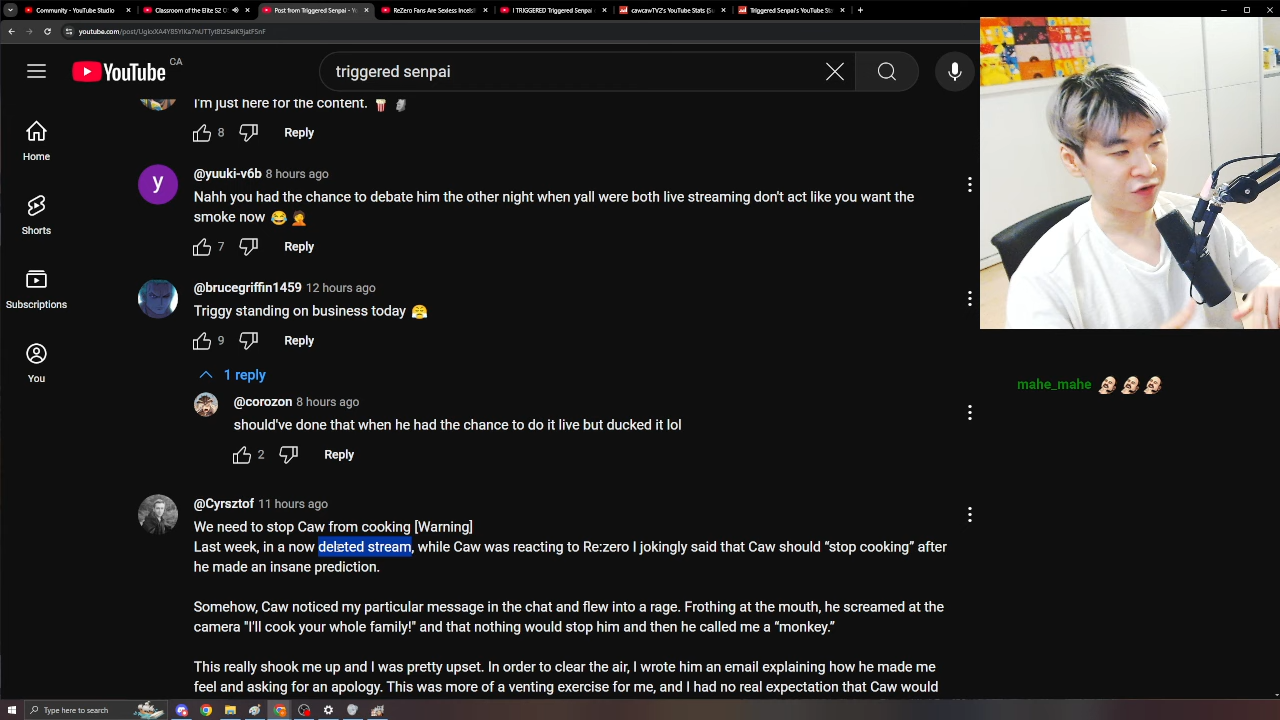 Community - YouTube Studio
Classroom of the Elite S2
Post from Triggered Senpai - Y
ReZero Fans Are Sexless Incels
I TRIGGERED Triggered Senpai
cawcawTV2's YouTube Stats (S
Triggered Senpai's YouTube St
YouTube
CA
triggered senpai
Home
Shorts
Subscriptions
You
I'm just here for the content. 🍿
8
Reply
y
@yuuki-v6b 8 hours ago
Nahh you had the chance to debate him the other night when yall were both live streaming don't act like you want the
smoke now 😂
7
Reply
@brucegriffin1459 12 hours ago
Triggy standing on business today 😤
9
Reply
1 reply
@corozon 8 hours ago
should've done that when he had the chance to do it live but ducked it lol
2
Reply
@Cyrsztof 11 hours ago
We need to stop Caw from cooking [Warning]
Last week, in a now deleted stream, while Caw was reacting to Re:zero I jokingly said that Caw should “stop cooking” after
he made an insane prediction.
Somehow, Caw noticed my particular message in the chat and flew into a rage. Frothing at the mouth, he screamed at the
camera "I'll cook your whole family!" and that nothing would stop him and then he called me a “monkey.”
This really shook me up and I was pretty upset. In order to clear the air, I wrote him an email explaining how he made me
feel and asking for an apology. This was more of a venting exercise for me, and I had no real expectation that Caw would
mahe_mahe
Type here to search